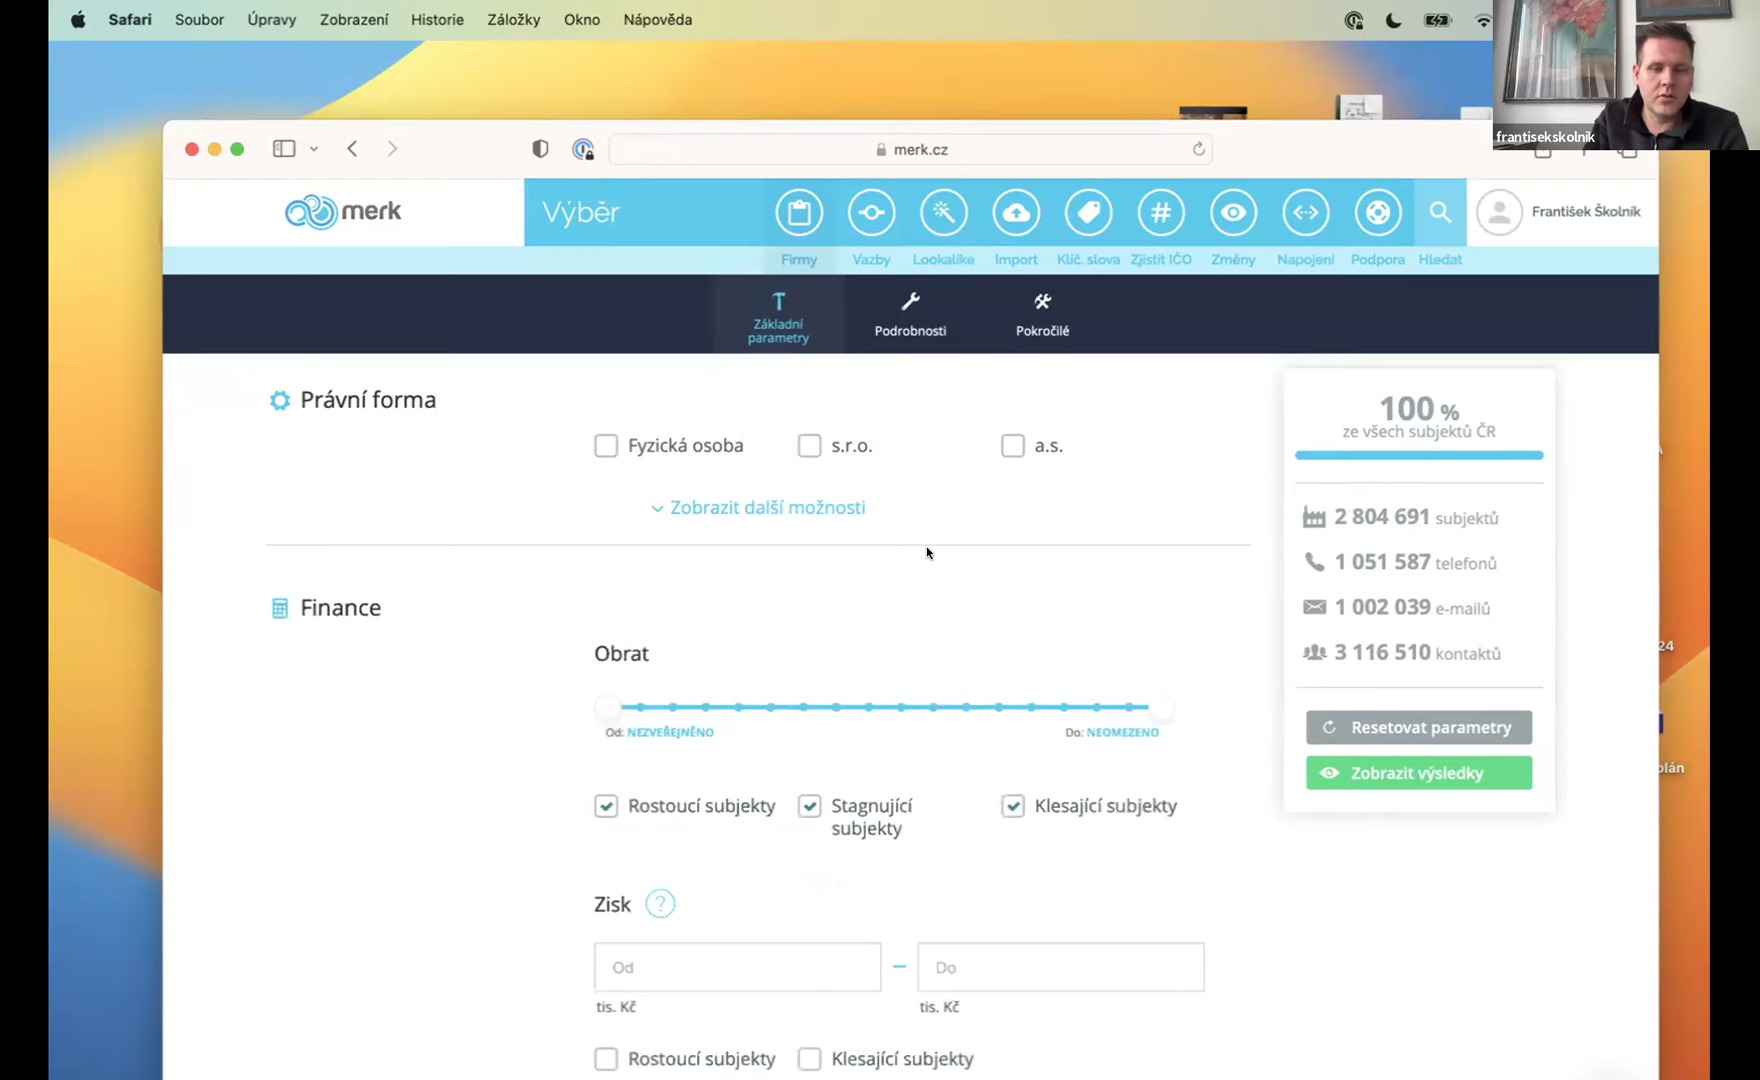 Safari Soubor Úpravy Zobrazení Historie Záložky Okno Nápověda
frantisekskolnik
merk.cz
merk
Výběr
František Školník
Firmy Vazby Lookalike Import Klíč. slova Zjistit IČO Změny Napojení Podpora Hledat
Základní
parametry
Podrobnosti
Pokročilé
Právní forma
Fyzická osoba
s.r.o.
a.s.
Zobrazit další možnosti
Finance
Obrat
Od: NEZVEŘEJNĚNO
Do: NEOMEZENO
Rostoucí subjekty
Stagnující
subjekty
Klesající subjekty
Zisk ?
Od
Do
tis. Kč
tis. Kč
Rostoucí subjekty
Klesající subjekty
100 %
ze všech subjektů ČR
2 804 691 subjektů
1 051 587 telefonů
1 002 039 e-mailů
3 116 510 kontaktů
Resetovat parametry
Zobrazit výsledky
24